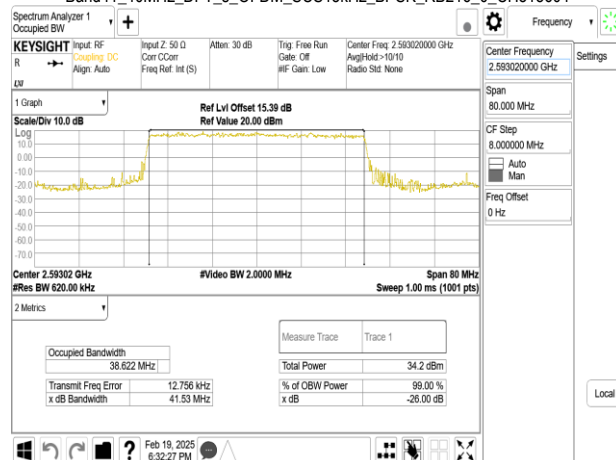 Spectrum Analyzer 1
Occupied BW
Frequency
Settings
KEYSIGHT
R
LXI
Input: RF
Coupling: DC
Align: Auto
Input Z: 50 Ω
Corr CCorr
Freq Ref: Int (S)
Atten: 30 dB
Trig: Free Run
Gate: Off
#IF Gain: Low
Center Freq: 2.593020000 GHz
Avg|Hold:>10/10
Radio Std: None
Center Frequency
2.593020000 GHz
Span
80.000 MHz
CF Step
8.000000 MHz
Auto
Man
Freq Offset
0 Hz
Local
1 Graph
Scale/Div 10.0 dB
Ref Lvl Offset 15.39 dB
Ref Value 20.00 dBm
Log
10.0
0.00
-10.0
-20.0
-30.0
-40.0
-50.0
-60.0
-70.0
Center 2.59302 GHz
#Video BW 2.0000 MHz
Span 80 MHz
#Res BW 620.00 kHz
Sweep 1.00 ms (1001 pts)
2 Metrics
Measure Trace
Trace 1
Occupied Bandwidth
38.622 MHz
Total Power
34.2 dBm
Transmit Freq Error
12.756 kHz
% of OBW Power
99.00 %
x dB Bandwidth
41.53 MHz
x dB
-26.00 dB
Feb 19, 2025
6:32:27 PM